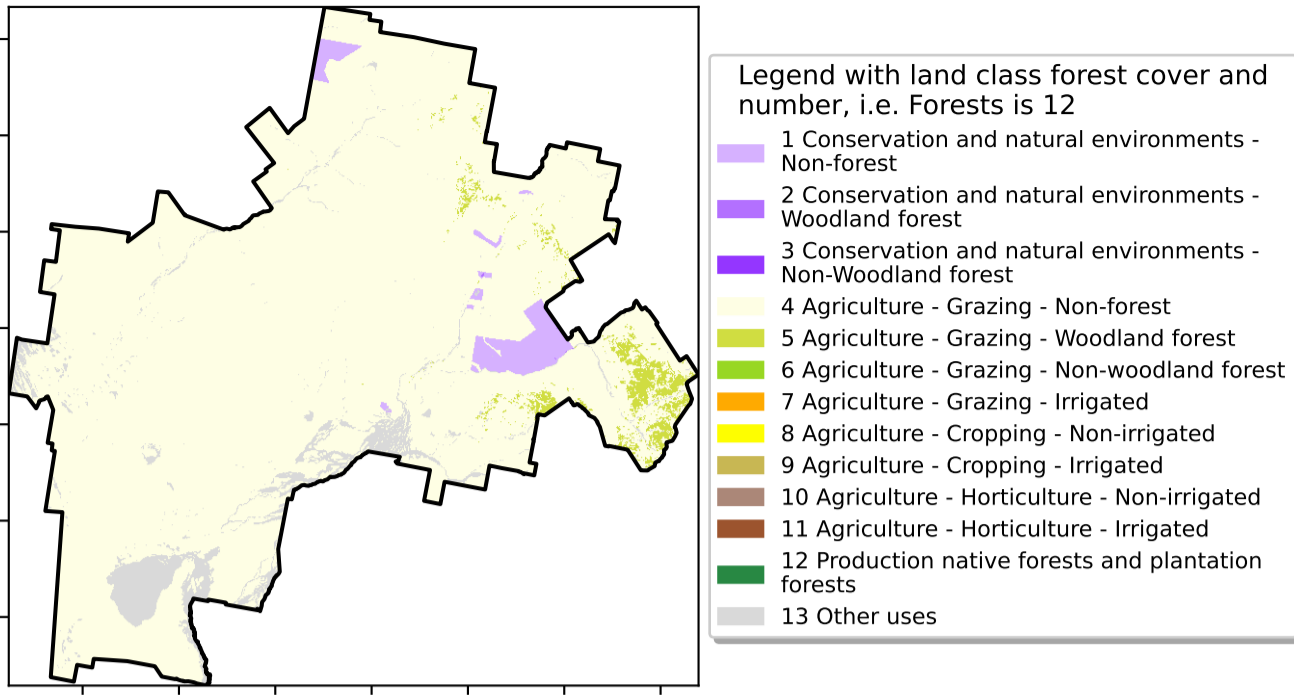 Legend with land class forest cover and
number, i.e. Forests is 12
1 Conservation and natural environments -
Non-forest
2 Conservation and natural environments -
Woodland forest
3 Conservation and natural environments -
Non-Woodland forest
4 Agriculture - Grazing - Non-forest
5 Agriculture - Grazing - Woodland forest
6 Agriculture - Grazing - Non-woodland forest
7 Agriculture - Grazing - Irrigated
8 Agriculture - Cropping - Non-irrigated
9 Agriculture - Cropping - Irrigated
10 Agriculture - Horticulture - Non-irrigated
11 Agriculture - Horticulture - Irrigated
12 Production native forests and plantation
forests
13 Other uses